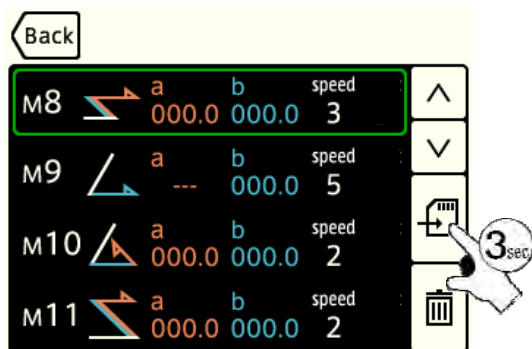 Back
M8 a 000.0 b 000.0 speed 3
M9 a --- b 000.0 speed 5
M10 a 000.0 b 000.0 speed 2
M11 a 000.0 b 000.0 speed 2
3sec.